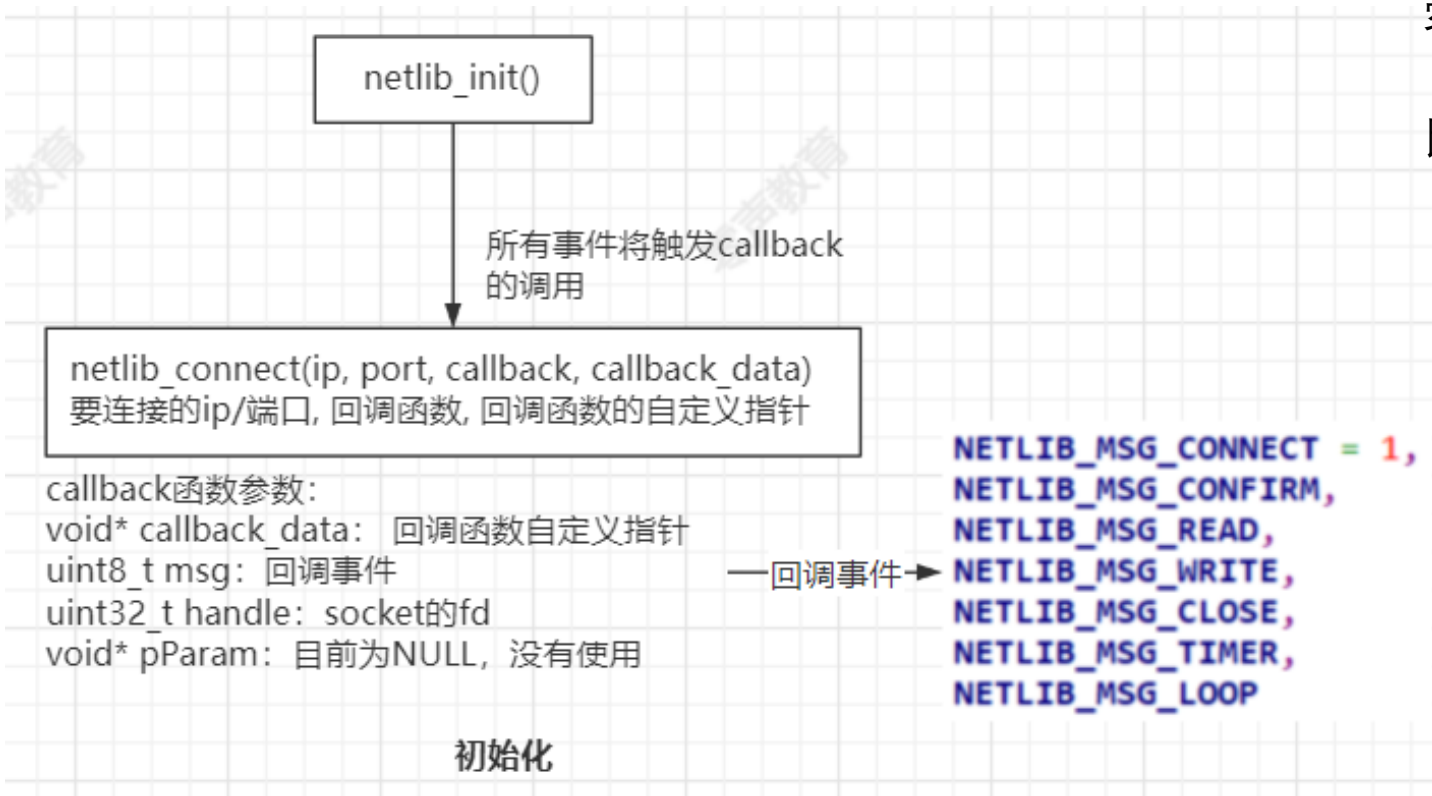 netlib_init()
所有事件将触发callback
的调用
netlib_connect(ip, port, callback, callback_data)
要连接的ip/端口, 回调函数, 回调函数的自定义指针
callback函数参数：
void* callback_data： 回调函数自定义指针
uint8_t msg：回调事件
uint32_t handle：socket的fd
void* pParam：目前为NULL，没有使用
回调事件
NETLIB_MSG_CONNECT = 1,
NETLIB_MSG_CONFIRM,
NETLIB_MSG_READ,
NETLIB_MSG_WRITE,
NETLIB_MSG_CLOSE,
NETLIB_MSG_TIMER,
NETLIB_MSG_LOOP
初始化